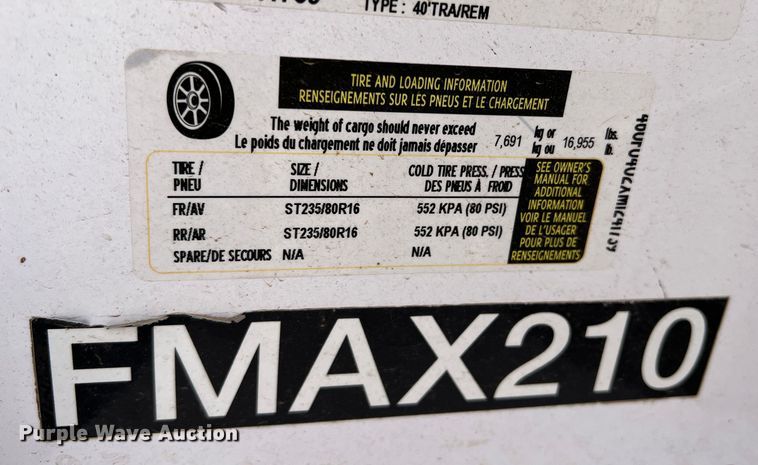 TYPE: 40'TRA/REM
TIRE AND LOADING INFORMATION
RENSEIGNEMENTS SUR LES PNEUS ET LE CHARGEMENT
The weight of cargo should never exceed
Le poids du chargement ne doit jamais dépasser
7,691 kg or 16,955 lbs.
kg ou lb.
TIRE / SIZE / COLD TIRE PRESS. / PRESS
PNEU DIMENSIONS DES PNEUS À FROID
FR/AV ST235/80R16 552 KPA (80 PSI)
RR/AR ST235/80R16 552 KPA (80 PSI)
SPARE/DE SECOURS N/A N/A
SEE OWNER'S
MANUAL FOR
ADDITIONAL
INFORMATION
VOIR LE MANUEL
DE L'USAGER
POUR PLUS DE
RENSEIGNEMENTS
FMAX210
Purple Wave Auction